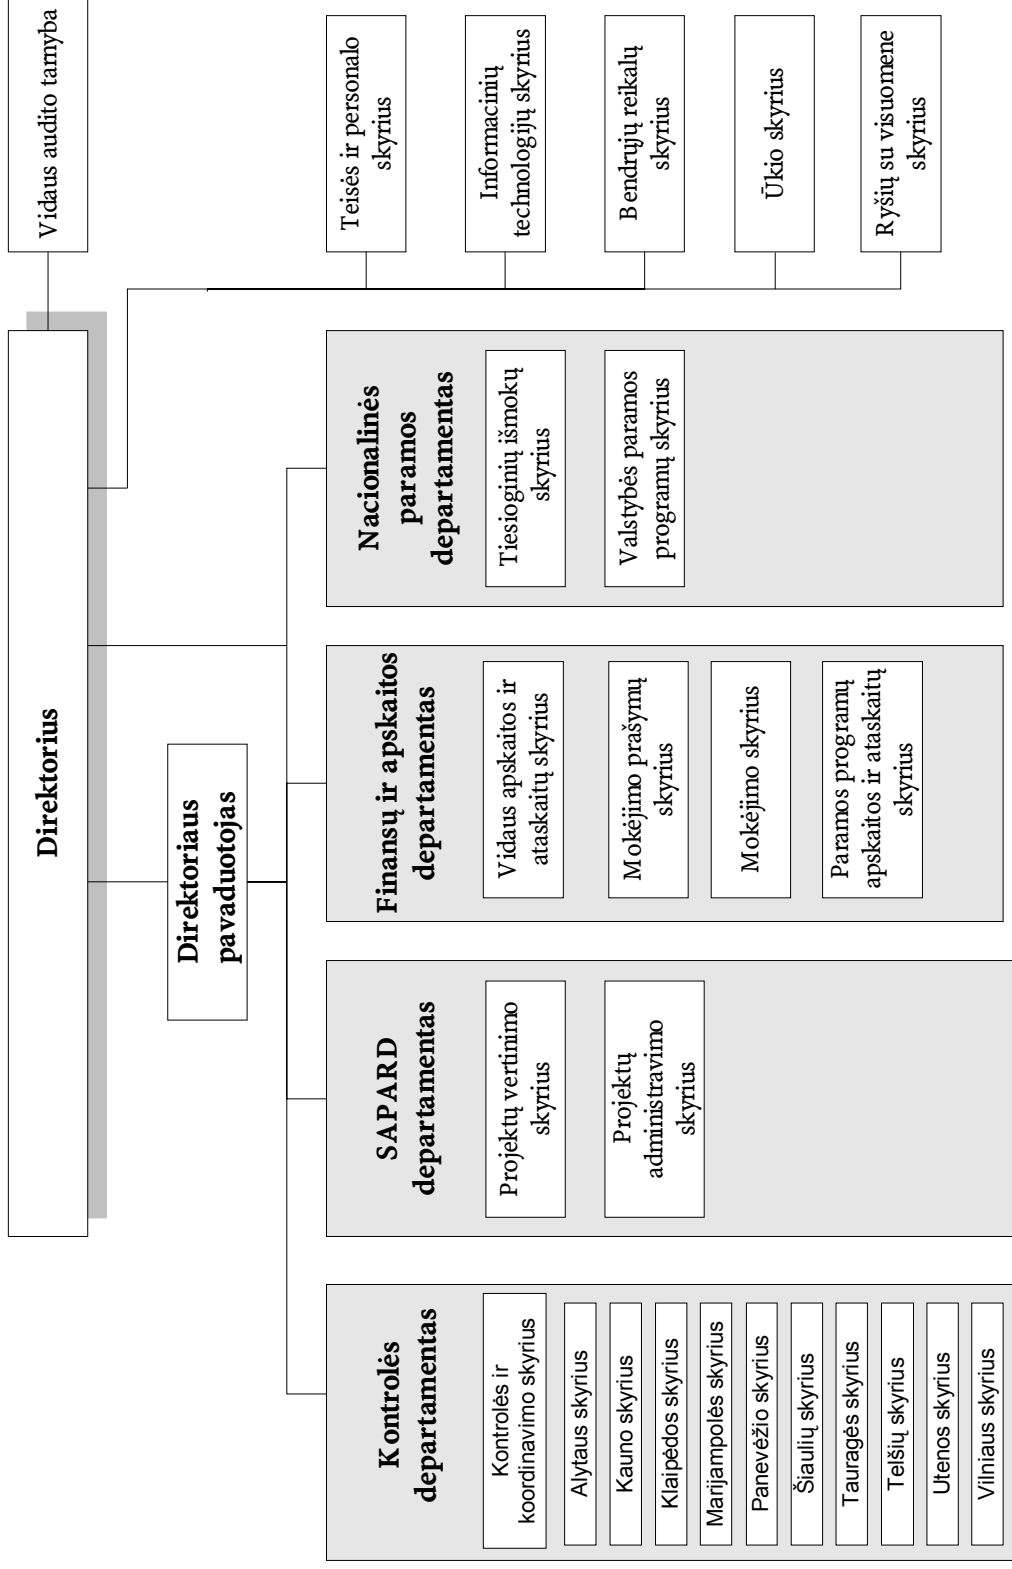 Direktorius
Vidaus audito tarnyba
Direktoriaus
pavaduotojas
Kontrolės
departamentas
Kontrolės ir
koordinavimo skyrius
Alytaus skyrius
Kauno skyrius
Klaipėdos skyrius
Marijampolės skyrius
Panevėžio skyrius
Šiaulių skyrius
Tauragės skyrius
Telšių skyrius
Utenos skyrius
Vilniaus skyrius
SAPARD
departamentas
Projektų vertinimo
skyrius
Projektų
administravimo
skyrius
Finansų ir apskaitos
departamentas
Vidaus apskaitos ir
ataskaitų skyrius
Mokėjimo prašymų
skyrius
Mokėjimo skyrius
Paramos programų
apskaitos ir ataskaitų
skyrius
Nacionalinės
paramos
departamentas
Tiesioginių išmokų
skyrius
Valstybės paramos
programų skyrius
Teisės ir personalo
skyrius
Informacinių
technologijų skyrius
Bendrųjų reikalų
skyrius
Ūkio skyrius
Ryšių su visuomene
skyrius